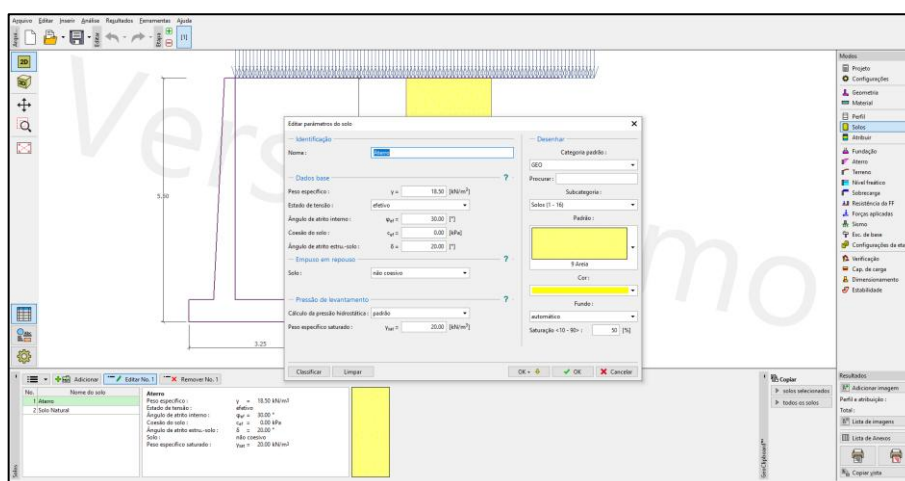 Arquivo Editar Inserir Análise Resultados Ferramentas Ajuda
Editar
Etapa
[1]
2D
3D
5.50
3.25
Editar parâmetros do solo
Identificação
Nome : Aterro
Dados base ?
Peso específico : γ = 18.50 [kN/m³]
Estado de tensão : efetivo
Ângulo de atrito interno : φef = 30.00 [°]
Coesão do solo : cef = 0.00 [kPa]
Ângulo de atrito estru.-solo : δ = 20.00 [°]
Empuxo em repouso ?
Solo : não coesivo
Pressão de levantamento ?
Cálculo da pressão hidrostática : padrão
Peso específico saturado : γsat = 20.00 [kN/m³]
Desenhar
Categoria padrão :
GEO
Procurar :
Subcategoria :
Solos (1 - 16)
Padrão :
9 Areia
Cor :
Fundo :
automático
Saturação <10 - 90> : 50 [%]
Classificar Limpar OK + OK Cancelar
Modos
Projeto
Configurações
Geometria
Material
Perfil
Solos
Atribuir
Fundação
Aterro
Terreno
Nível freático
Sobrecarga
Resistência da FF
Forças aplicadas
Sismo
Esc. de base
Configurações da eta
Verificação
Cap. de carga
Dimensionamento
Estabilidade
Adicionar Editar No. 1 Remover No. 1
No. Nome do solo
1 Aterro
2 Solo Natural
Aterro
Peso específico : γ = 18.50 kN/m³
Estado de tensão : efetivo
Ângulo de atrito interno : φef = 30.00 °
Coesão do solo : cef = 0.00 kPa
Ângulo de atrito estru.-solo : δ = 20.00 °
Solo : não coesivo
Peso específico saturado : γsat = 20.00 kN/m³
Solos
GeoClipboard™
Copiar
solos selecionados
todos os solos
Resultados
Adicionar imagem
Perfil e atribuição :
Total :
Lista de imagens
Lista de Anexos
Copiar vista